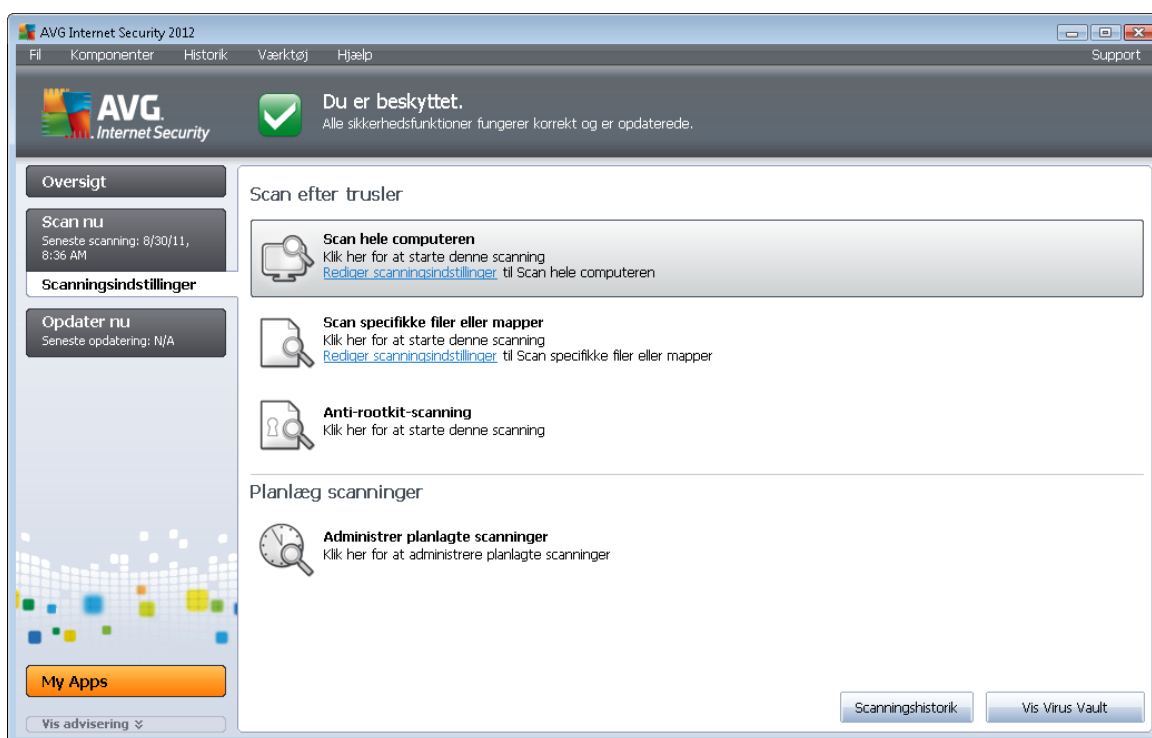 AVG Internet Security 2012
Fil Komponenter Historik Værktøj Hjælp Support
AVG.
Internet Security
Du er beskyttet.
Alle sikkerhedsfunktioner fungerer korrekt og er opdaterede.
Oversigt
Scan nu
Seneste scanning: 8/30/11,
8:36 AM
Scanningsindstillinger
Opdater nu
Seneste opdatering: N/A
My Apps
Vis advisering
Scan efter trusler
Scan hele computeren
Klik her for at starte denne scanning
Rediger scanningsindstillinger til Scan hele computeren
Scan specifikke filer eller mapper
Klik her for at starte denne scanning
Rediger scanningsindstillinger til Scan specifikke filer eller mapper
Anti-rootkit-scanning
Klik her for at starte denne scanning
Planlæg scanninger
Administrer planlagte scanninger
Klik her for at administrere planlagte scanninger
Scanningshistorik
Vis Virus Vault